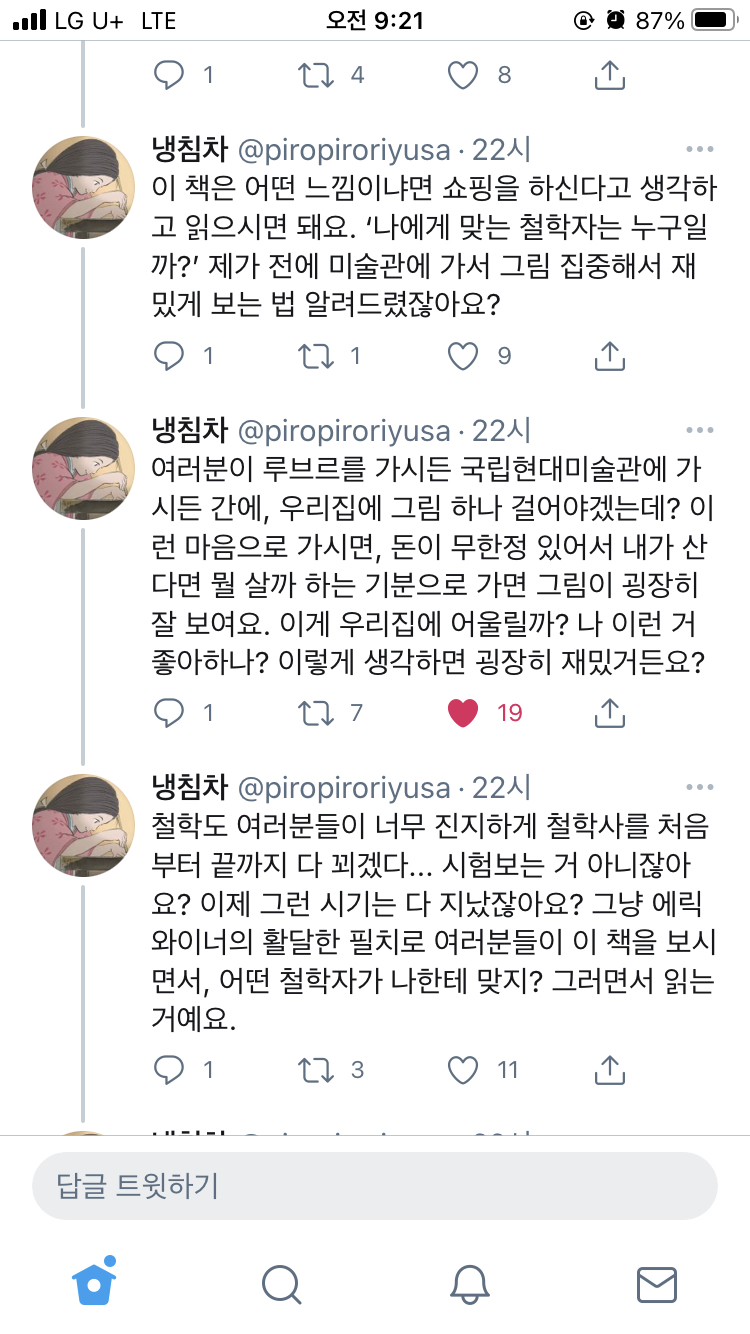 LG U+ LTE 오전 9:21 87%
1 4 8
냉침차 @piropiroriyusa · 22시
이 책은 어떤 느낌이냐면 쇼핑을 하신다고 생각하
고 읽으시면 돼요. ‘나에게 맞는 철학자는 누구일
까?’ 제가 전에 미술관에 가서 그림 집중해서 재
밌게 보는 법 알려드렸잖아요?
1 1 9
냉침차 @piropiroriyusa · 22시
여러분이 루브르를 가시든 국립현대미술관에 가
시든 간에, 우리집에 그림 하나 걸어야겠는데? 이
런 마음으로 가시면, 돈이 무한정 있어서 내가 산
다면 뭘 살까 하는 기분으로 가면 그림이 굉장히
잘 보여요. 이게 우리집에 어울릴까? 나 이런 거
좋아하나? 이렇게 생각하면 굉장히 재밌거든요?
1 7 19
냉침차 @piropiroriyusa · 22시
철학도 여러분들이 너무 진지하게 철학사를 처음
부터 끝까지 다 꾀겠다... 시험보는 거 아니잖아
요? 이제 그런 시기는 다 지났잖아요? 그냥 에릭
와이너의 활달한 필치로 여러분들이 이 책을 보시
면서, 어떤 철학자가 나한테 맞지? 그러면서 읽는
거예요.
1 3 11
답글 트윗하기